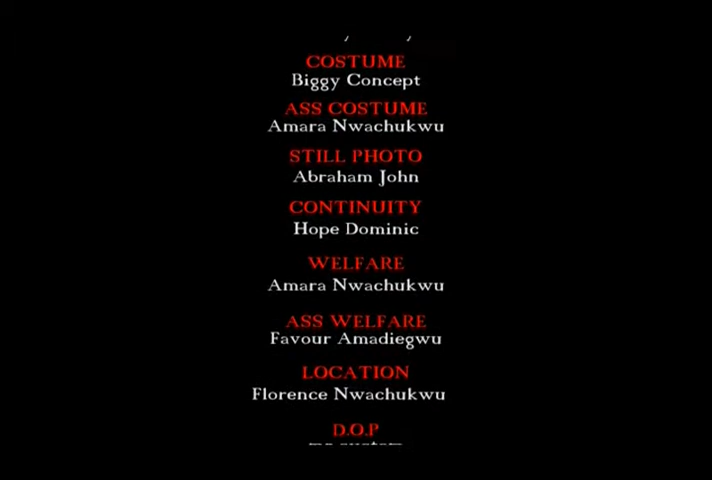 COSTUME
Biggy Concept
ASS COSTUME
Amara Nwachukwu
STILL PHOTO
Abraham John
CONTINUITY
Hope Dominic
WELFARE
Amara Nwachukwu
ASS WELFARE
Favour Amadiegwu
LOCATION
Florence Nwachukwu
D.O.P